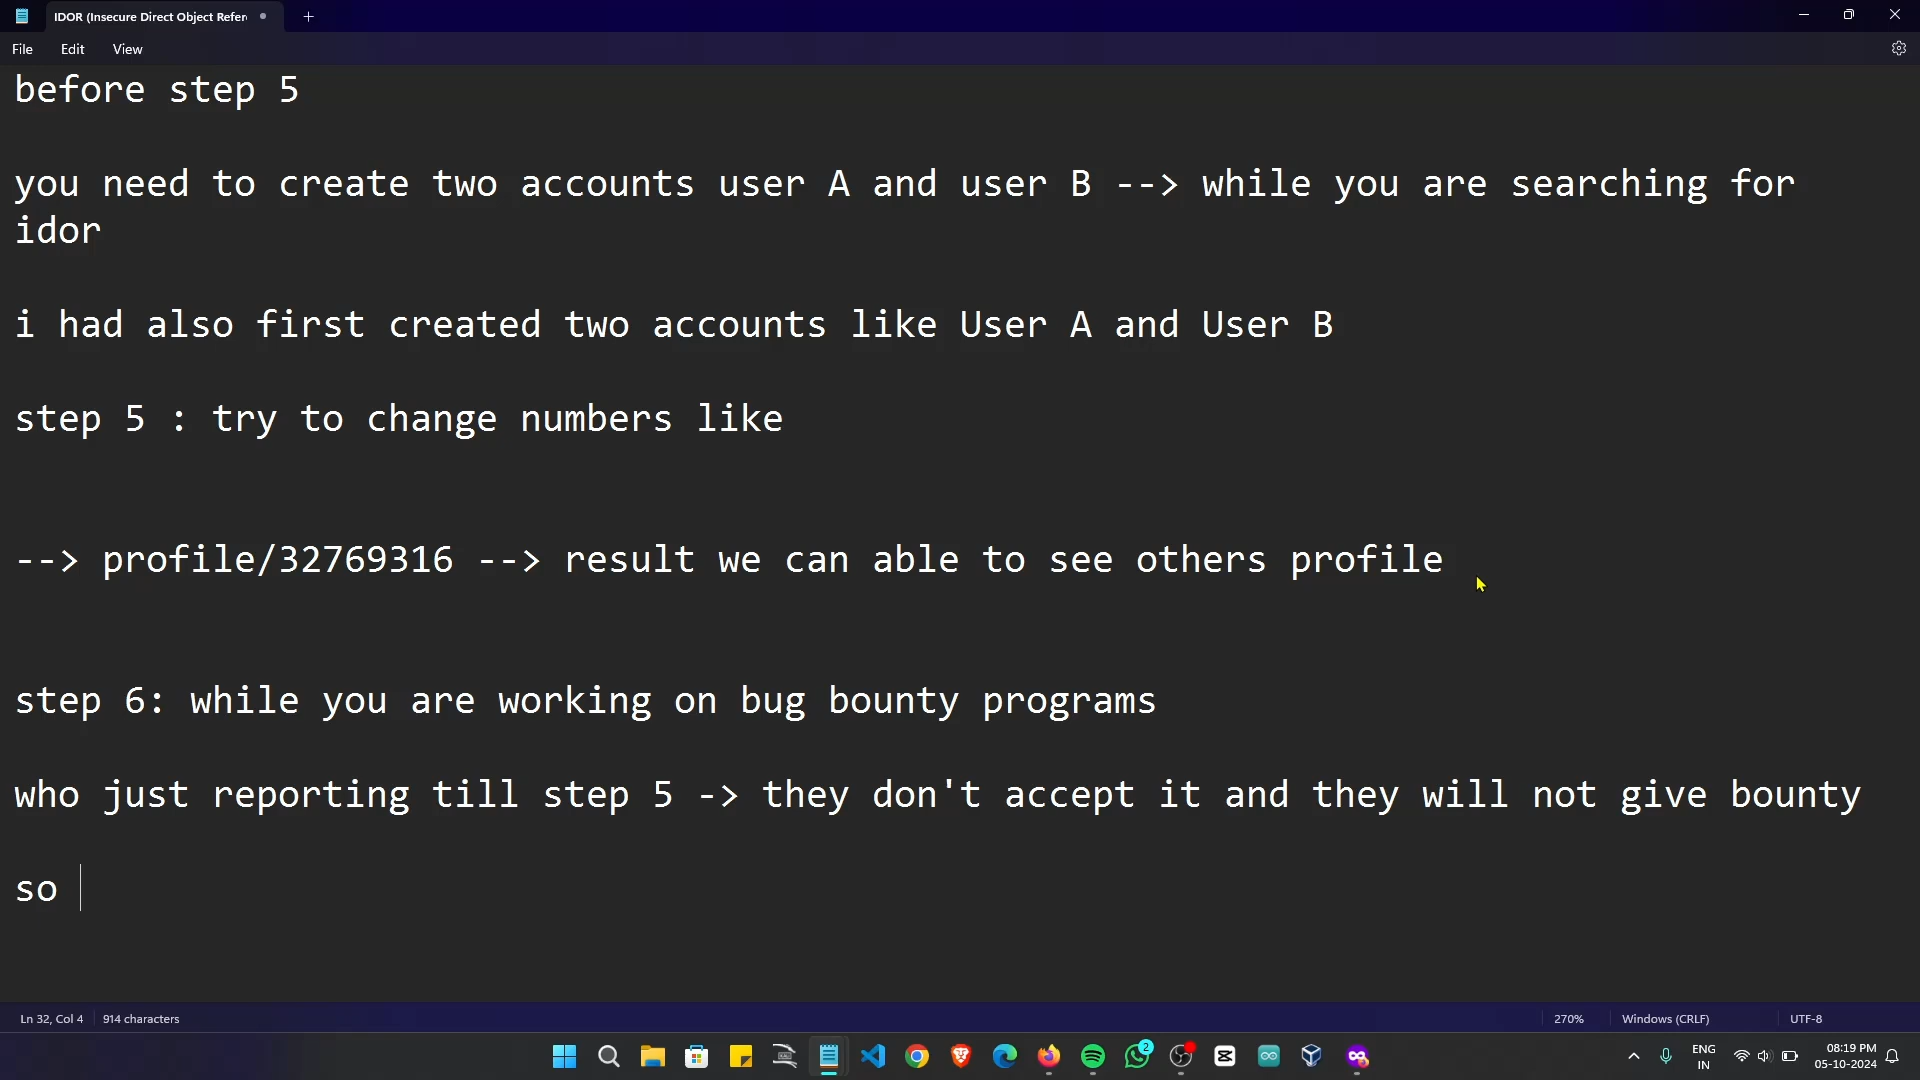 IDOR (Insecure Direct Object Refer
File Edit View
before step 5
you need to create two accounts user A and user B --> while you are searching for
idor
i had also first created two accounts like User A and User B
step 5 : try to change numbers like
--> profile/32769316 --> result we can able to see others profile
step 6: while you are working on bug bounty programs
who just reporting till step 5 -> they don't accept it and they will not give bounty
so
Ln 32, Col 4 914 characters 270% Windows (CRLF) UTF-8
2
ENG
IN
08:19 PM
05-10-2024